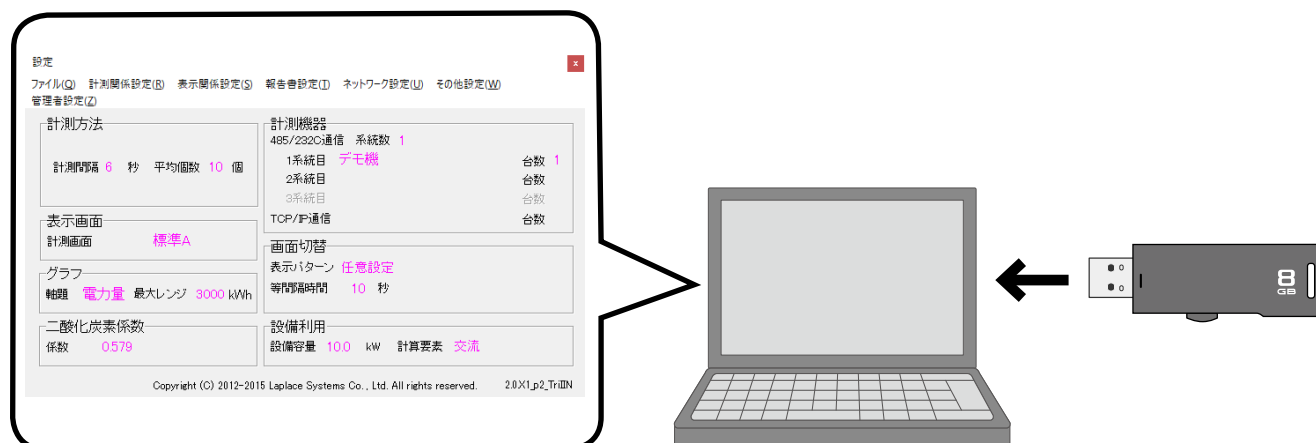 設定
x
ファイル(Q) 計測関係設定(R) 表示関係設定(S) 報告書設定(T) ネットワーク設定(U) その他設定(W)
管理者設定(Z)
計測方法
計測間隔 6 秒 平均個数 10 個
表示画面
計測画面 標準A
グラフ
軸題 電力量 最大レンジ 3000 kWh
二酸化炭素係数
係数 0.579
計測機器
485/232C通信 系統数 1
1系統目 デモ機 台数 1
2系統目 台数
3系統目 台数
TCP/IP通信 台数
画面切替
表示パターン 任意設定
等間隔時間 10 秒
設備利用
設備容量 10.0 kW 計算要素 交流
Copyright (C) 2012-2015 Laplace Systems Co., Ltd. All rights reserved. 2.0.X1_p2_TriIIN
8
GB